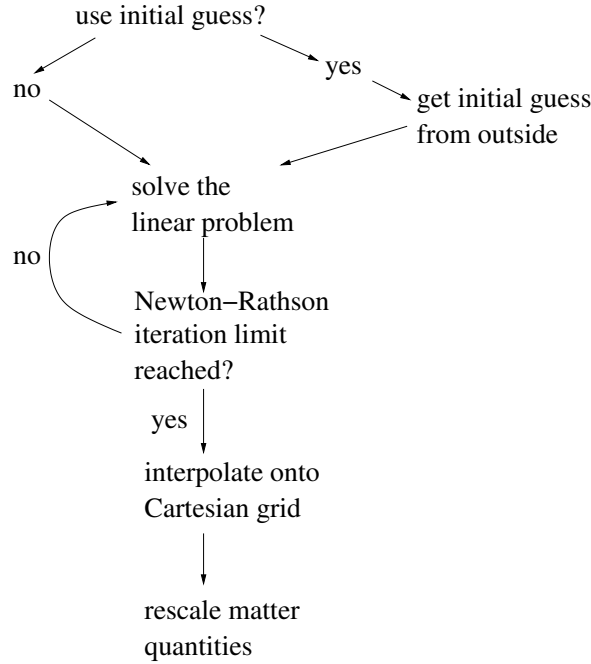 use initial guess?
yes
no
get initial guess
from outside
solve the
linear problem
no
Newton−Rathson
iteration limit
reached?
yes
interpolate onto
Cartesian grid
rescale matter
quantities